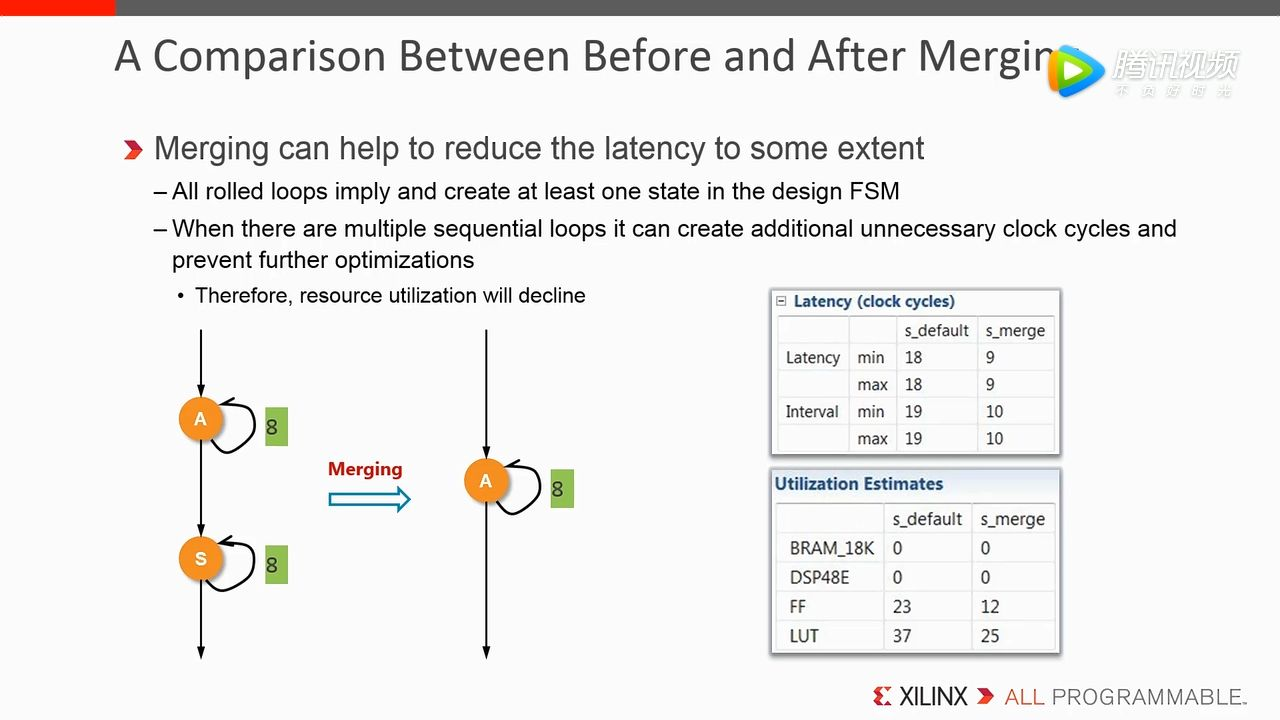 A Comparison Between Before and After Merging
腾讯视频
不负好时光
Merging can help to reduce the latency to some extent
– All rolled loops imply and create at least one state in the design FSM
– When there are multiple sequential loops it can create additional unnecessary clock cycles and
prevent further optimizations
• Therefore, resource utilization will decline
Latency (clock cycles)
s_default s_merge
Latency min 18 9
max 18 9
Interval min 19 10
max 19 10
A 8
S 8
Merging
A 8
Utilization Estimates
s_default s_merge
BRAM_18K 0 0
DSP48E 0 0
FF 23 12
LUT 37 25
XILINX ALL PROGRAMMABLE™